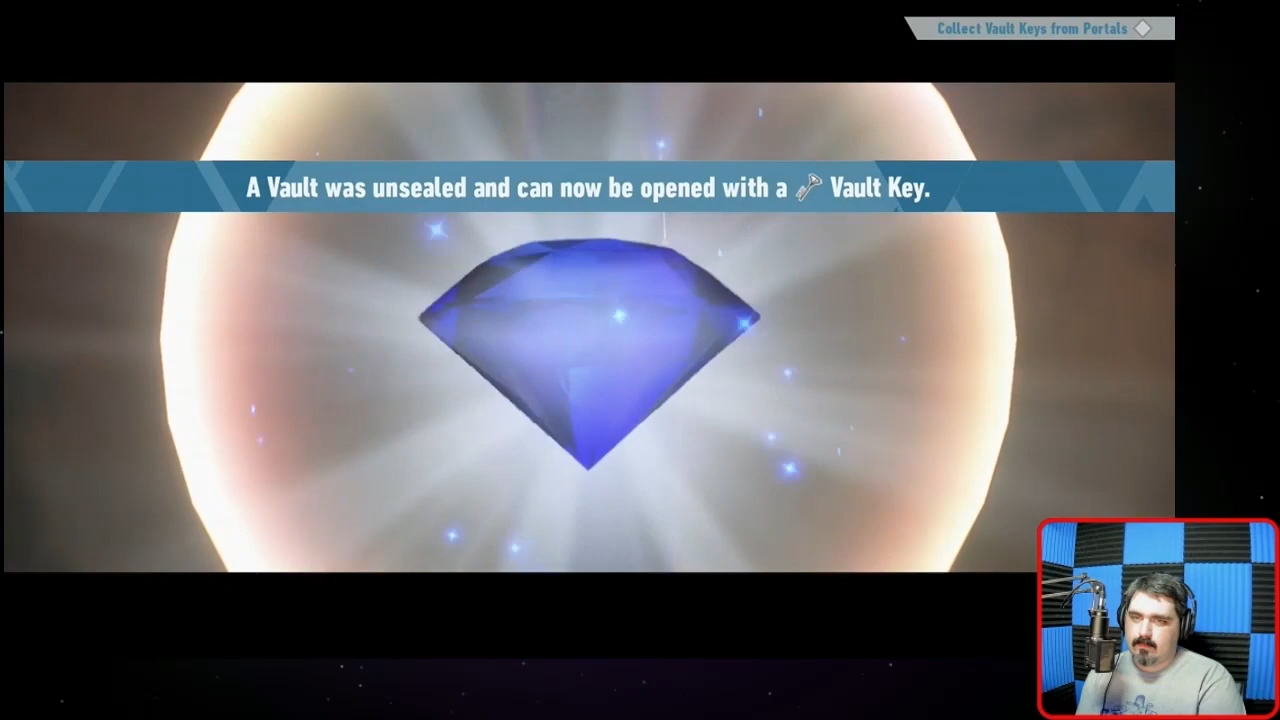 Collect Vault Keys from Portals
A Vault was unsealed and can now be opened with a Vault Key.